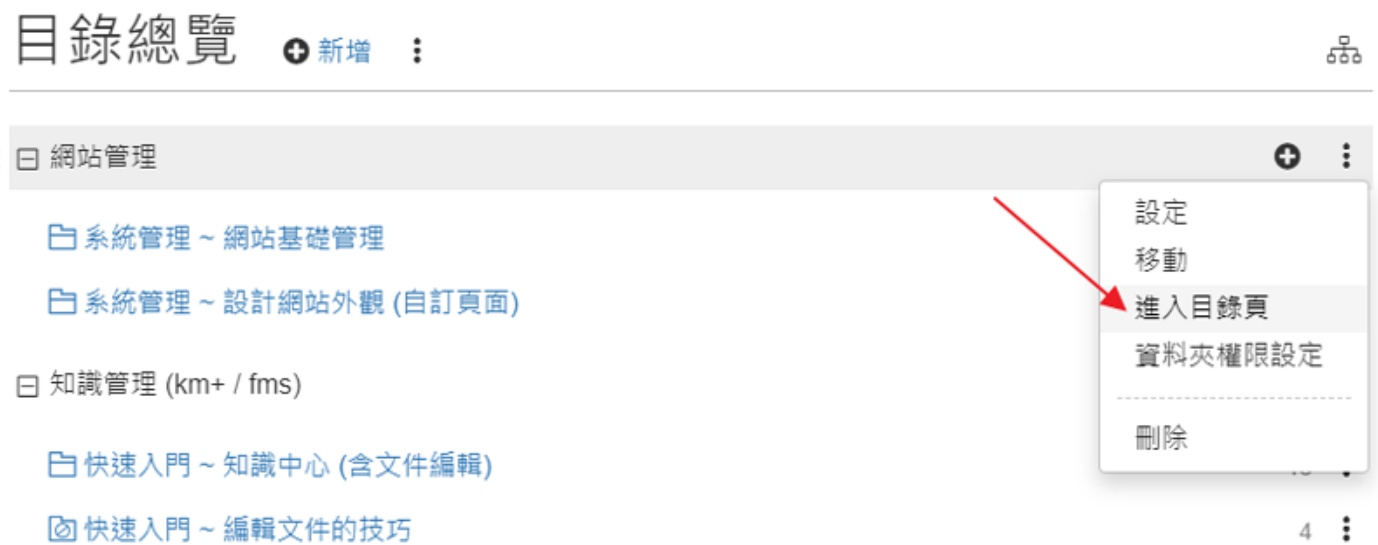 目錄總覽 新增
網站管理
系統管理 ~ 網站基礎管理
系統管理 ~ 設計網站外觀 (自訂頁面)
知識管理 (km+ / fms)
快速入門 ~ 知識中心 (含文件編輯)
快速入門 ~ 編輯文件的技巧 4
設定
移動
進入目錄頁
資料夾權限設定
刪除